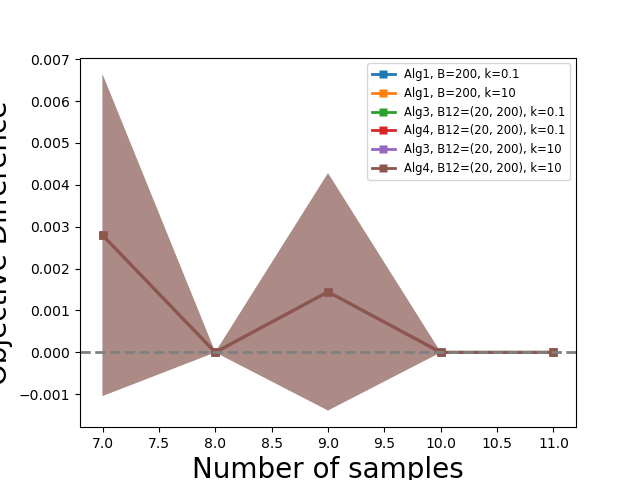 0.007
0.006
0.005
0.004
0.003
0.002
0.001
0.000
−0.001
7.0 7.5 8.0 8.5 9.0 9.5 10.0 10.5 11.0
Number of samples
Objective Difference
Alg1, B=200, k=0.1
Alg1, B=200, k=10
Alg3, B12=(20, 200), k=0.1
Alg4, B12=(20, 200), k=0.1
Alg3, B12=(20, 200), k=10
Alg4, B12=(20, 200), k=10